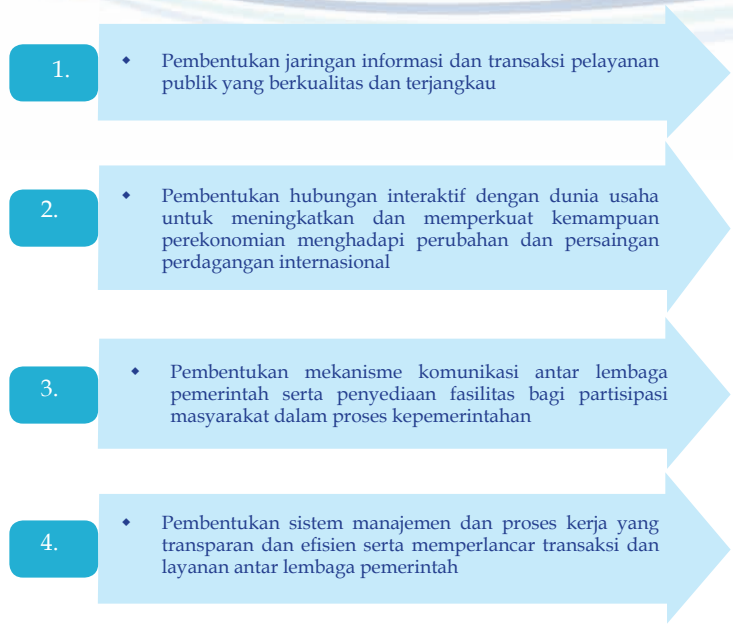 1.
◆ Pembentukan jaringan informasi dan transaksi pelayanan
publik yang berkualitas dan terjangkau
2.
◆ Pembentukan hubungan interaktif dengan dunia usaha
untuk meningkatkan dan memperkuat kemampuan
perekonomian menghadapi perubahan dan persaingan
perdagangan internasional
3.
◆ Pembentukan mekanisme komunikasi antar lembaga
pemerintah serta penyediaan fasilitas bagi partisipasi
masyarakat dalam proses kepemerintahan
4.
◆ Pembentukan sistem manajemen dan proses kerja yang
transparan dan efisien serta memperlancar transaksi dan
layanan antar lembaga pemerintah